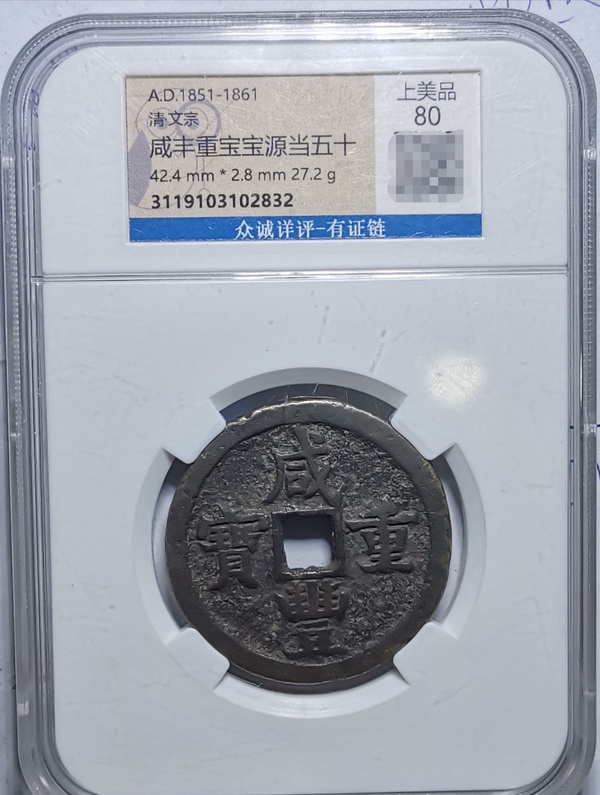 A.D.1851-1861
清·文宗
咸丰重宝宝源当五十
42.4 mm * 2.8 mm 27.2 g
3119103102832
上美品
80
众诚详评-有证链
咸
寶 重
豐